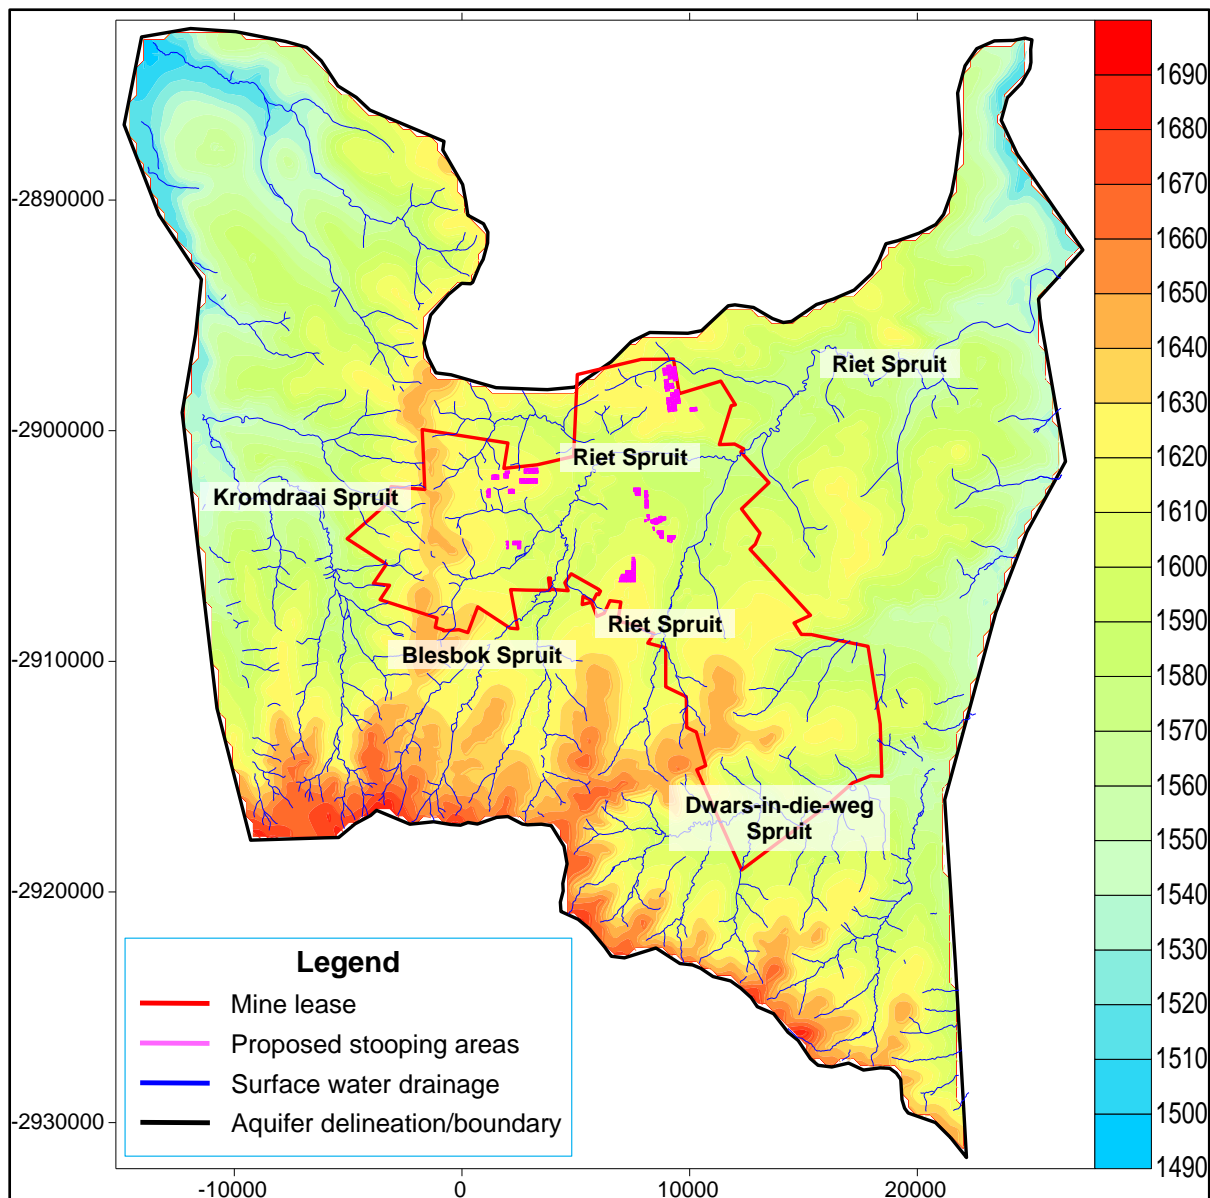 -2890000
-2900000
-2910000
-2920000
-2930000
-10000
0
10000
20000
Riet Spruit
Riet Spruit
Kromdraai Spruit
Riet Spruit
Blesbok Spruit
Dwars-in-die-weg
Spruit
Legend
Mine lease
Proposed stooping areas
Surface water drainage
Aquifer delineation/boundary
1690
1680
1670
1660
1650
1640
1630
1620
1610
1600
1590
1580
1570
1560
1550
1540
1530
1520
1510
1500
1490